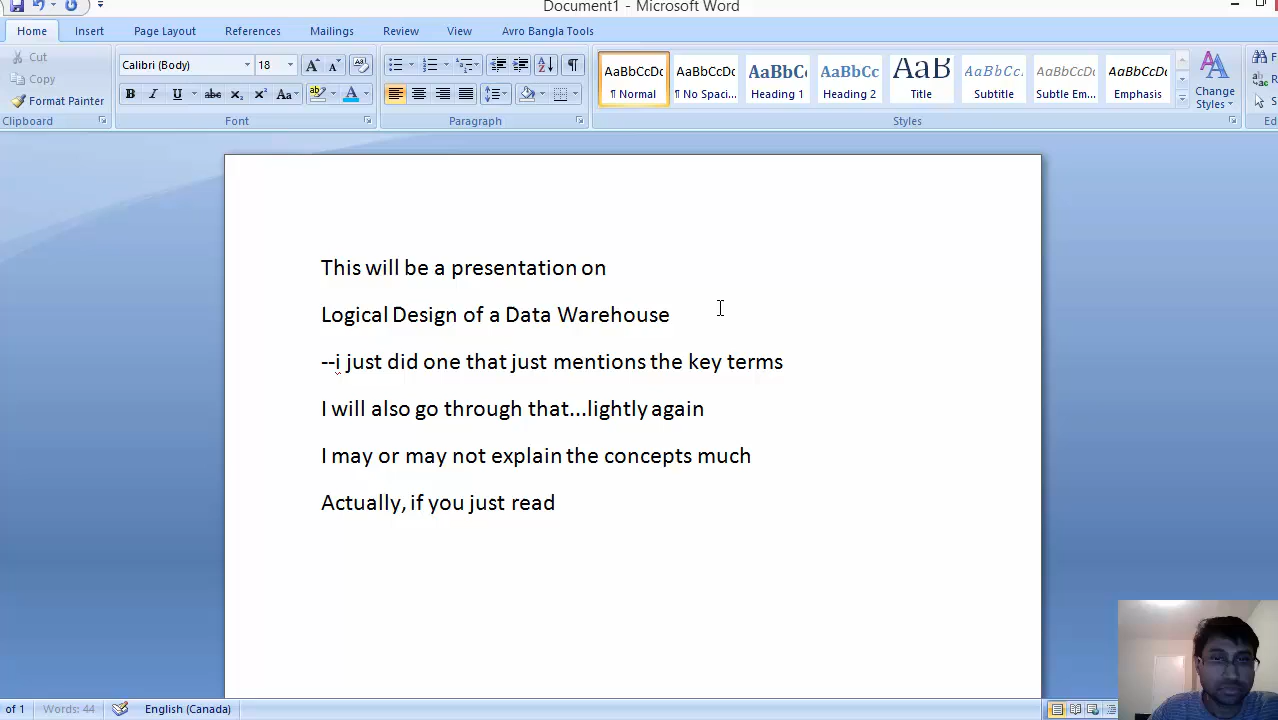 Document1 - Microsoft Word
Home Insert Page Layout References Mailings Review View Avro Bangla Tools
Cut
Copy
Format Painter
Clipboard
Calibri (Body) 18
Font
Paragraph
AaBbCcDc AaBbCcDc AaBbCc AaBbCc AaB AaBbCc. AaBbCcDc AaBbCcDc
¶ Normal ¶ No Spaci... Heading 1 Heading 2 Title Subtitle Subtle Em... Emphasis
Change
Styles
Styles
Ed
This will be a presentation on
Logical Design of a Data Warehouse
--i just did one that just mentions the key terms
I will also go through that...lightly again
I may or may not explain the concepts much
Actually, if you just read
of 1 Words: 44 English (Canada)